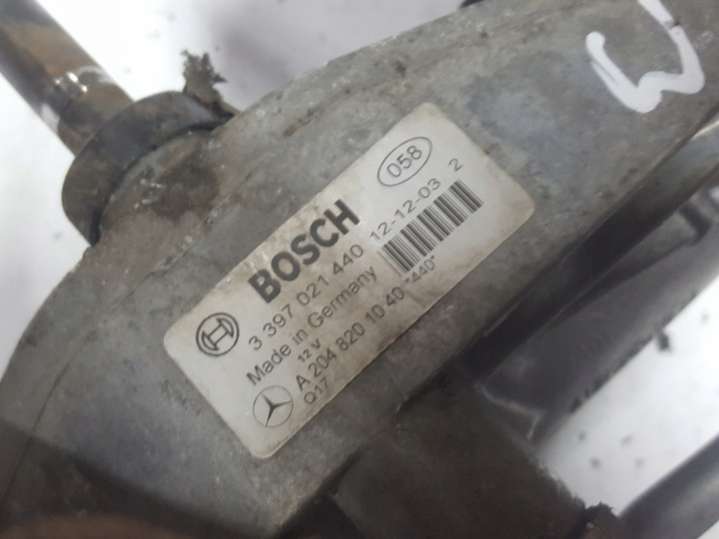 W
058
BOSCH
3 397 021 440 12-12-03 2
Made in Germany
12 V
A 204 820 10 40 "440"
Q17